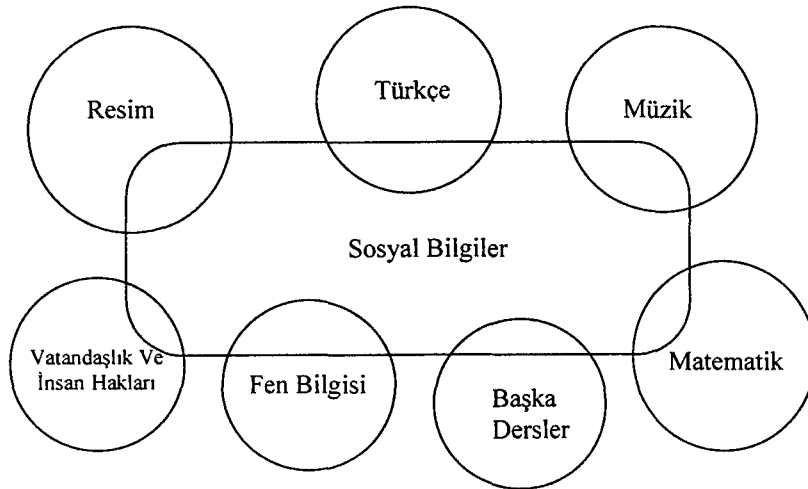 Resim
Türkçe
Müzik
Sosyal Bilgiler
Vatandaşlık Ve
İnsan Hakları
Fen Bilgisi
Başka
Dersler
Matematik